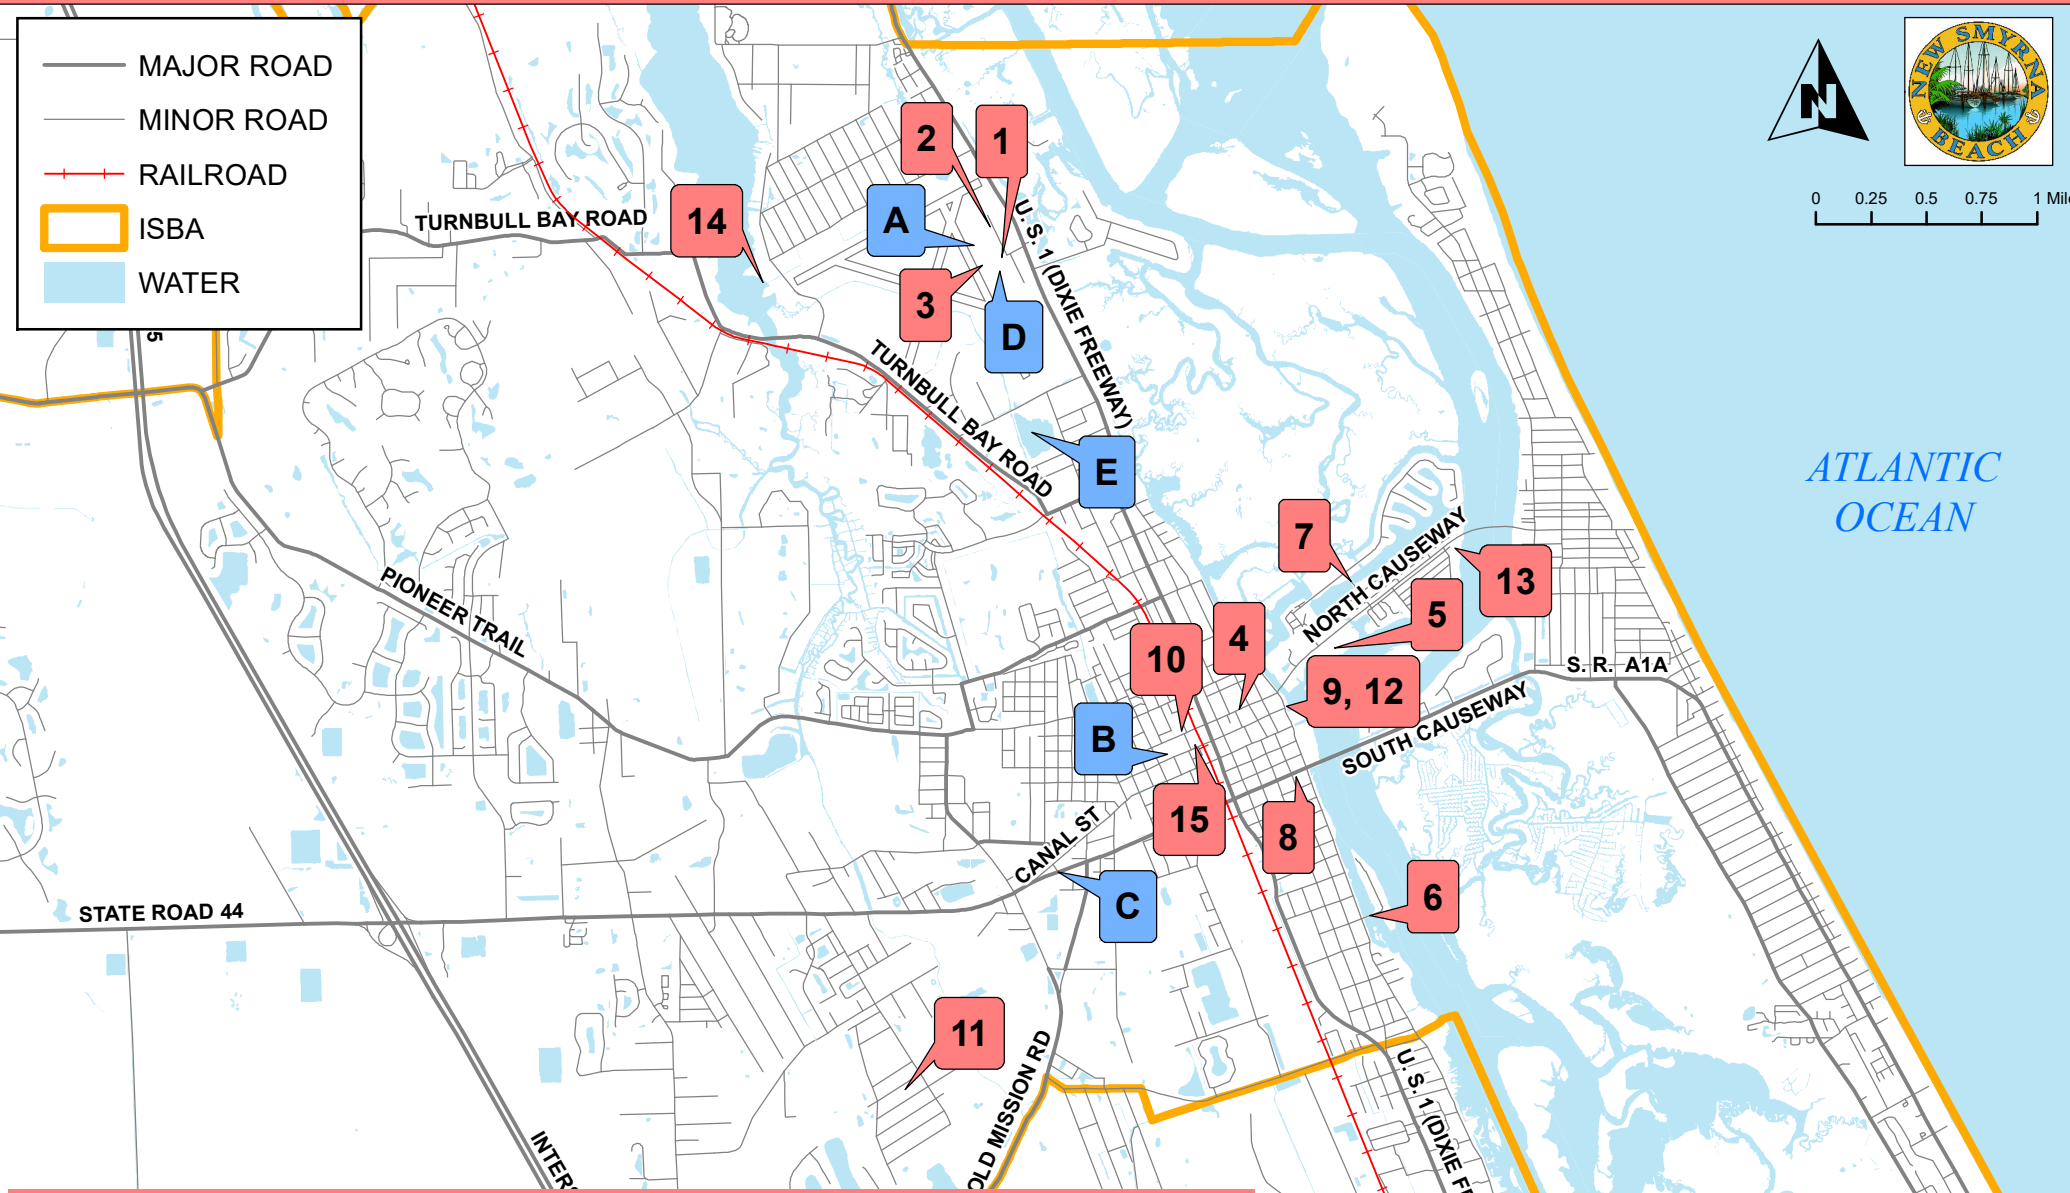 MAJOR ROAD
MINOR ROAD
RAILROAD
ISBA
WATER
N
NEW SMYRNA
BEACH
0 0.25 0.5 0.75 1 Mile
2
1
A
14
TURNBULL BAY ROAD
3
D
U. S. 1 (DIXIE FREEWAY)
5
TURNBULL BAY ROAD
E
ATLANTIC
OCEAN
7
NORTH CAUSEWAY
13
PIONEER TRAIL
5
4
10
9, 12
S. R. A1A
SOUTH CAUSEWAY
B
15
8
CANAL ST
C
6
STATE ROAD 44
11
OLD MISSION RD
U. S. 1 (DIXIE FR
INTERS